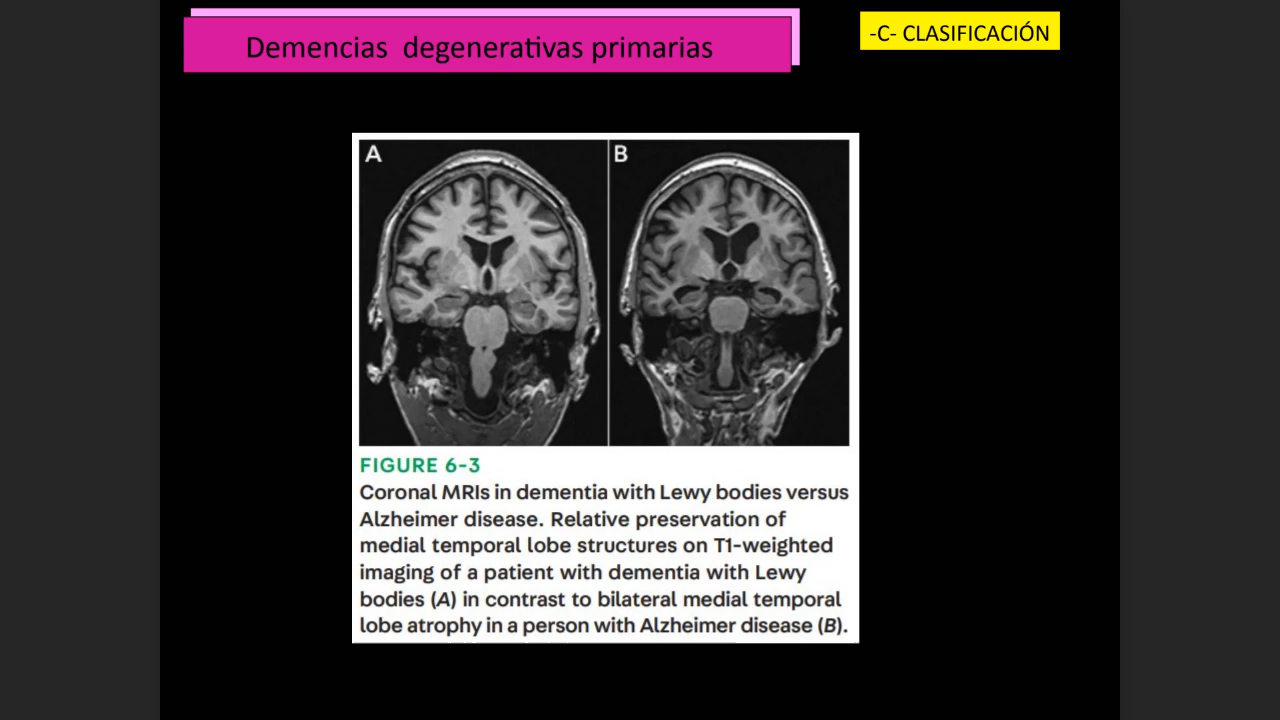 Demencias degenerativas primarias
-C- CLASIFICACIÓN
A
B
FIGURE 6-3
Coronal MRIs in dementia with Lewy bodies versus
Alzheimer disease. Relative preservation of
medial temporal lobe structures on T1-weighted
imaging of a patient with dementia with Lewy
bodies (A) in contrast to bilateral medial temporal
lobe atrophy in a person with Alzheimer disease (B).